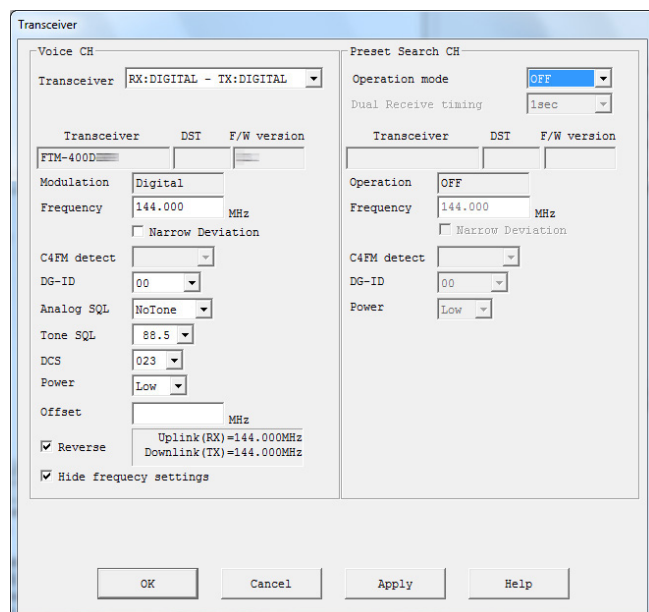 Transceiver
Voice CH
Transceiver RX:DIGITAL - TX:DIGITAL
Transceiver DST F/W version
FTM-400D
Modulation Digital
Frequency 144.000 MHz
Narrow Deviation
C4FM detect
DG-ID 00
Analog SQL NoTone
Tone SQL 88.5
DCS 023
Power Low
Offset MHz
Reverse
Uplink(RX)=144.000MHz
Downlink(TX)=144.000MHz
Hide frequecy settings
Preset Search CH
Operation mode OFF
Dual Receive timing 1sec
Transceiver DST F/W version
Operation OFF
Frequency 144.000 MHz
Narrow Deviation
C4FM detect
DG-ID 00
Power Low
OK Cancel Apply Help